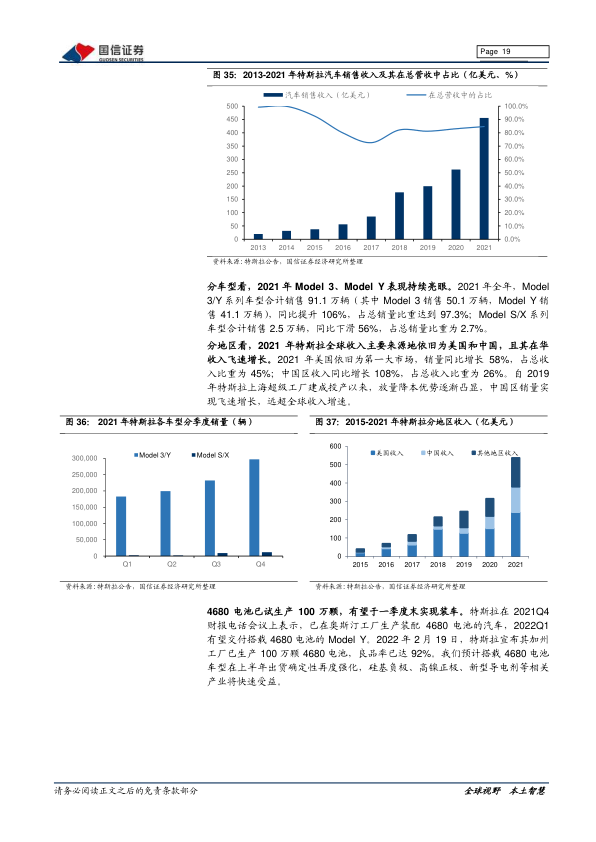 国信证券
GUOSEN SECURITIES
Page 19
图 35：2013-2021 年特斯拉汽车销售收入及其在总营收中占比（亿美元、%）
汽车销售收入（亿美元） 在总营收中的占比
500 100.0%
450 90.0%
400 80.0%
350 70.0%
300 60.0%
250 50.0%
200 40.0%
150 30.0%
100 20.0%
50 10.0%
0 0.0%
2013 2014 2015 2016 2017 2018 2019 2020 2021
资料来源：特斯拉公告，国信证券经济研究所整理
分车型看，2021 年 Model 3、Model Y 表现持续亮眼。2021 年全年，Model
3/Y 系列车型合计销售 91.1 万辆（其中 Model 3 销售 50.1 万辆，Model Y 销
售 41.1 万辆），同比提升 106%，占总销量比重达到 97.3%；Model S/X 系列
车型合计销售 2.5 万辆，同比下滑 56%，占总销量比重为 2.7%。
分地区看，2021 年特斯拉全球收入主要来源地依旧为美国和中国，且其在华
收入飞速增长。2021 年美国依旧为第一大市场，销量同比增长 58%，占总收
入比重为 45%；中国区收入同比增长 108%，占总收入比重为 26%。自 2019
年特斯拉上海超级工厂建成投产以来，放量降本优势逐渐凸显，中国区销量实
现飞速增长，远超全球收入增速。
图 36： 2021 年特斯拉各车型分季度销量（辆）
Model 3/Y Model S/X
300,000
250,000
200,000
150,000
100,000
50,000
0
Q1 Q2 Q3 Q4
资料来源：特斯拉公告，国信证券经济研究所整理
图 37：2015-2021 年特斯拉分地区收入（亿美元）
美国收入 中国收入 其他地区收入
600
500
400
300
200
100
0
2015 2016 2017 2018 2019 2020 2021
资料来源：特斯拉公告，国信证券经济研究所整理
4680 电池已试生产 100 万颗，有望于一季度末实现装车。特斯拉在 2021Q4
财报电话会议上表示，已在奥斯汀工厂生产装配 4680 电池的汽车，2022Q1
有望交付搭载 4680 电池的 Model Y。2022 年 2 月 19 日，特斯拉宣布其加州
工厂已生产 100 万颗 4680 电池，良品率已达 92%。我们预计搭载 4680 电池
车型在上半年出货确定性再度强化，硅基负极、高镍正极、新型导电剂等相关
产业将快速受益。
请务必阅读正文之后的免责条款部分
全球视野 本土智慧